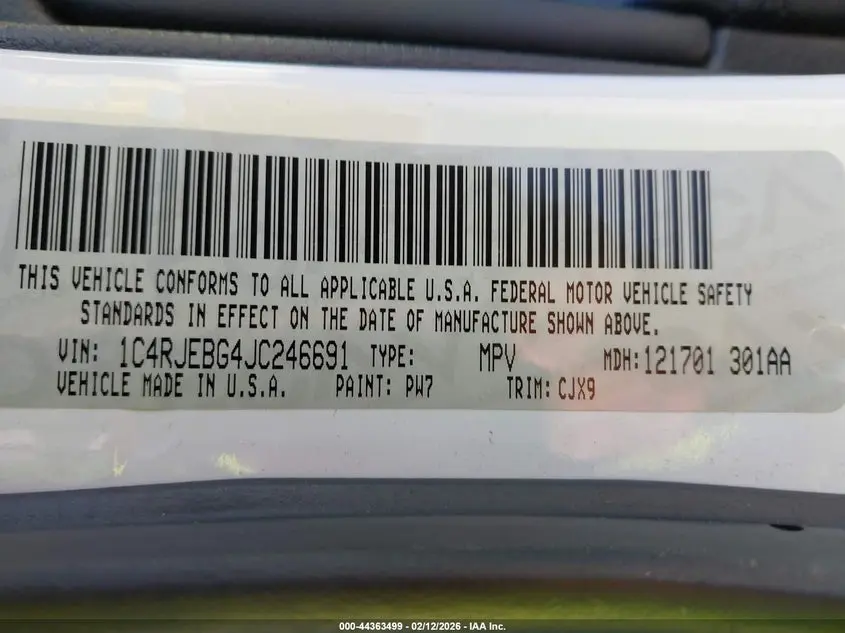 THIS VEHICLE CONFORMS TO ALL APPLICABLE U.S.A. FEDERAL MOTOR VEHICLE SAFETY
STANDARDS IN EFFECT ON THE DATE OF MANUFACTURE SHOWN ABOVE.
VIN: 1C4RJEBG4JC246691 TYPE: MPV MDH:121701 301AA
VEHICLE MADE IN U.S.A. PAINT: PW7 TRIM: CJX9
000-44363499 - 02/12/2026 - IAA Inc.